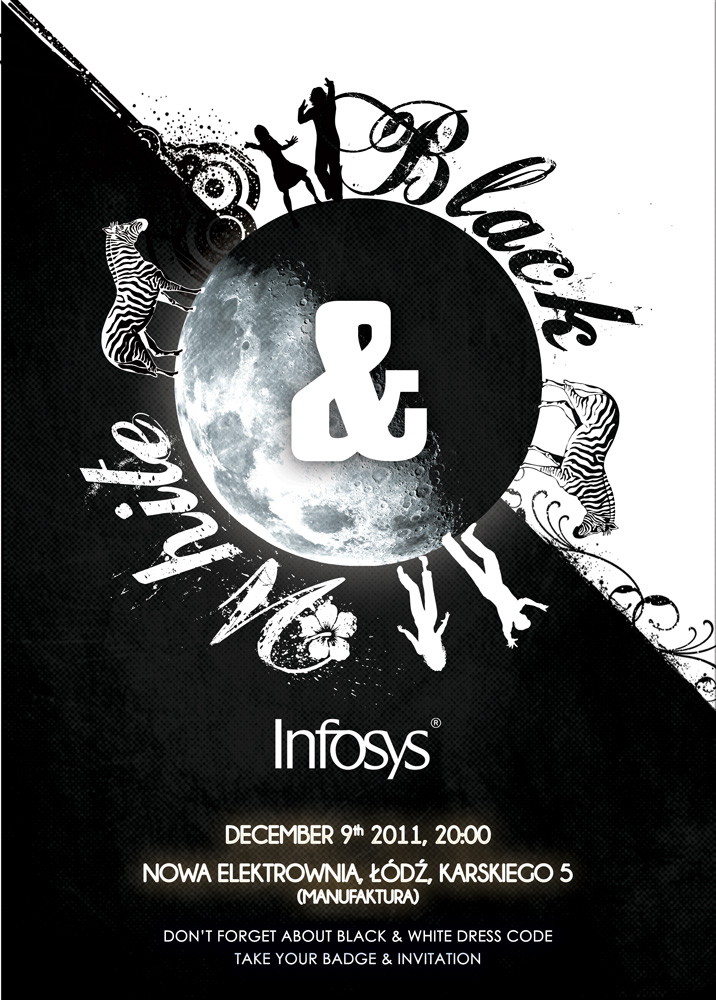 Black
&
White
Infosys®
DECEMBER 9th 2011, 20:00
NOWA ELEKTROWNIA, ŁÓDŹ, KARSKIEGO 5
(MANUFAKTURA)
DON'T FORGET ABOUT BLACK & WHITE DRESS CODE
TAKE YOUR BADGE & INVITATION